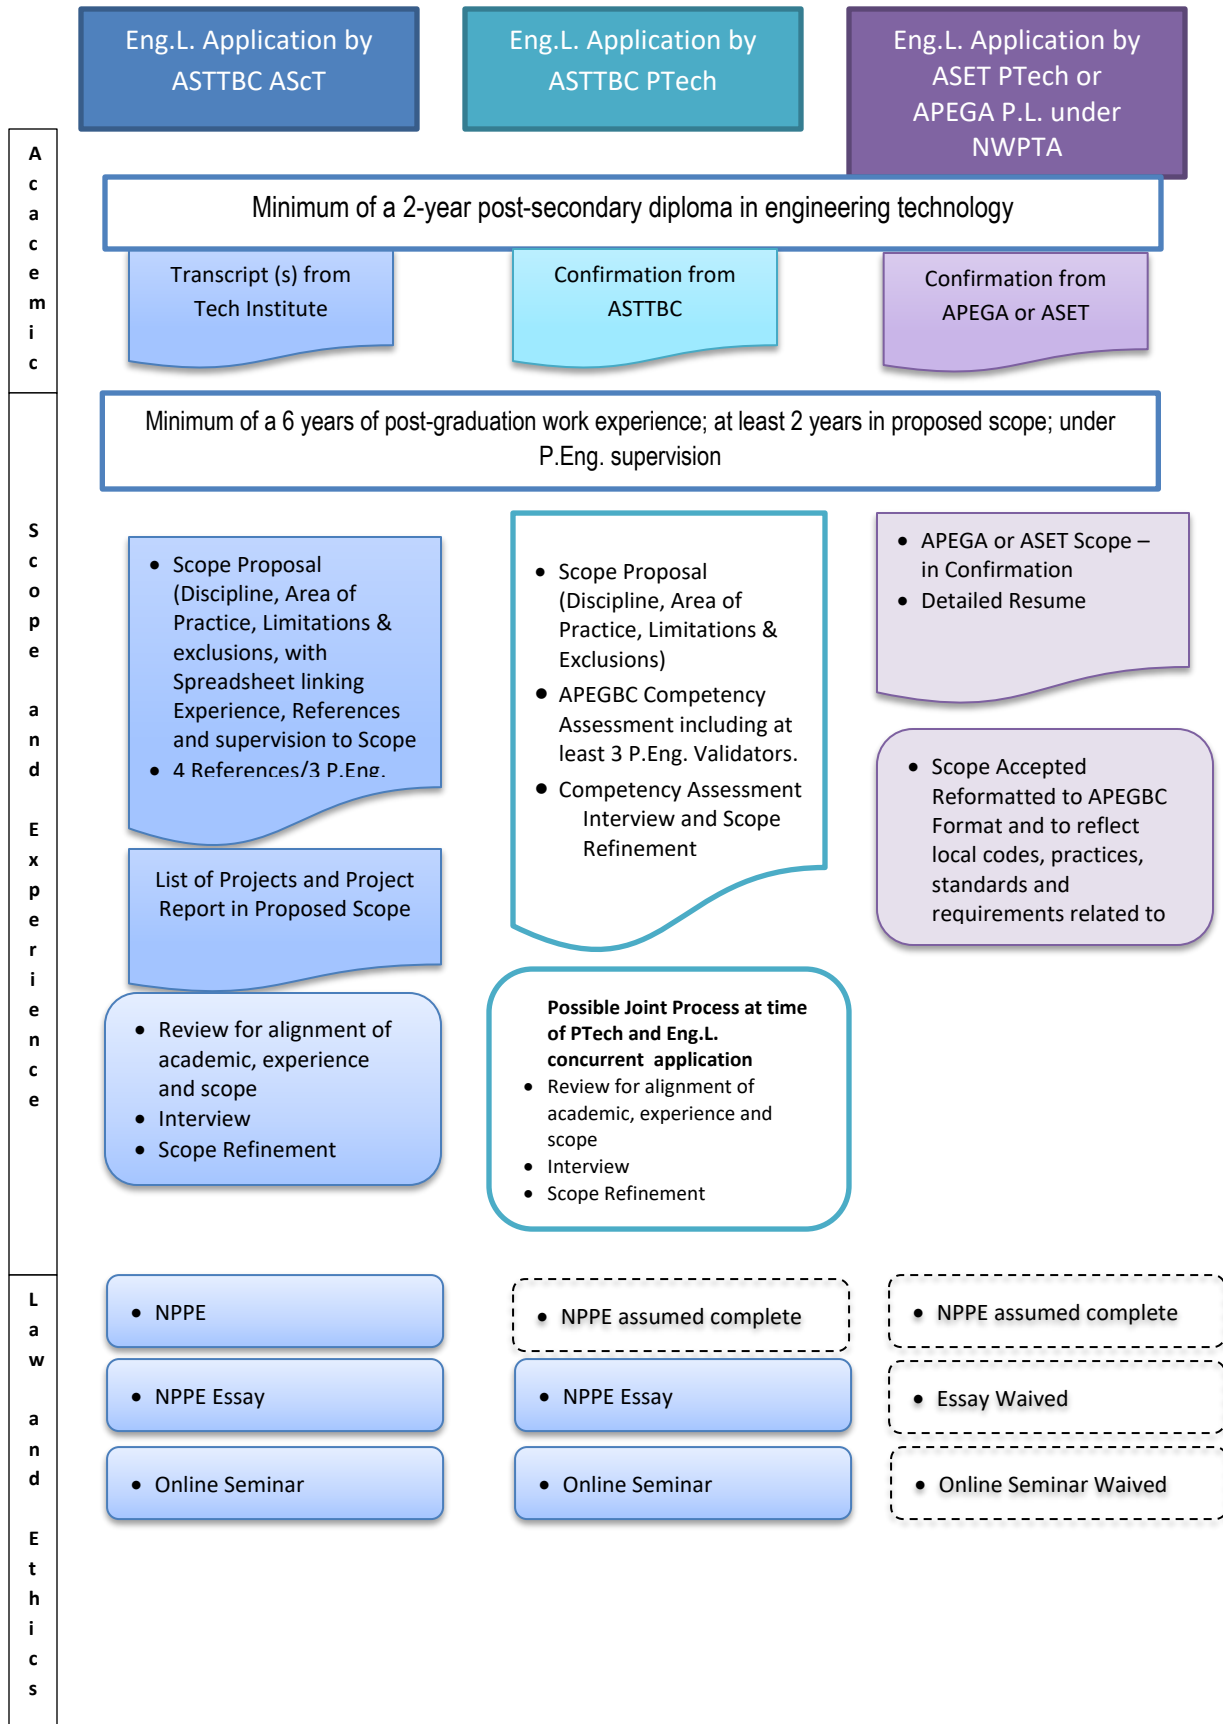 Eng.L. Application by
ASTTBC AScT
Eng.L. Application by
ASTTBC PTech
Eng.L. Application by
ASET PTech or
APEGA P.L. under
NWPTA
A
c
a
c
e
m
i
c
Minimum of a 2-year post-secondary diploma in engineering technology
Transcript (s) from
Tech Institute
Confirmation from
ASTTBC
Confirmation from
APEGA or ASET
S
c
o
p
e
a
n
d
E
x
p
e
r
i
e
n
c
e
Minimum of a 6 years of post-graduation work experience; at least 2 years in proposed scope; under
P.Eng. supervision
• Scope Proposal
(Discipline, Area of
Practice, Limitations &
exclusions, with
Spreadsheet linking
Experience, References
and supervision to Scope
• 4 References/3 P.Eng.
List of Projects and Project
Report in Proposed Scope
• Review for alignment of
academic, experience
and scope
• Interview
• Scope Refinement
• Scope Proposal
(Discipline, Area of
Practice, Limitations &
Exclusions)
• APEGBC Competency
Assessment including at
least 3 P.Eng. Validators.
• Competency Assessment
Interview and Scope
Refinement
Possible Joint Process at time
of PTech and Eng.L.
concurrent application
• Review for alignment of
academic, experience and
scope
• Interview
• Scope Refinement
• APEGA or ASET Scope –
in Confirmation
• Detailed Resume
• Scope Accepted
Reformatted to APEGBC
Format and to reflect
local codes, practices,
standards and
requirements related to
L
a
w
a
n
d
E
t
h
i
c
s
• NPPE
• NPPE assumed complete
• NPPE assumed complete
• NPPE Essay
• NPPE Essay
• Essay Waived
• Online Seminar
• Online Seminar
• Online Seminar Waived